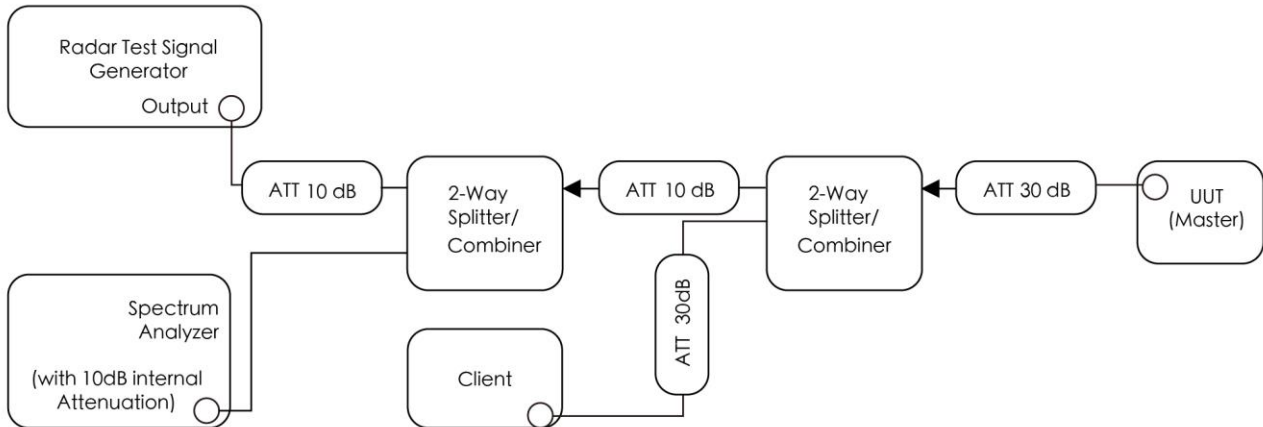 Radar Test Signal
Generator
Output
ATT 10 dB
2-Way
Splitter/
Combiner
ATT 10 dB
2-Way
Splitter/
Combiner
ATT 30 dB
UUT
(Master)
Spectrum
Analyzer
(with 10dB internal
Attenuation)
Client
ATT 30dB